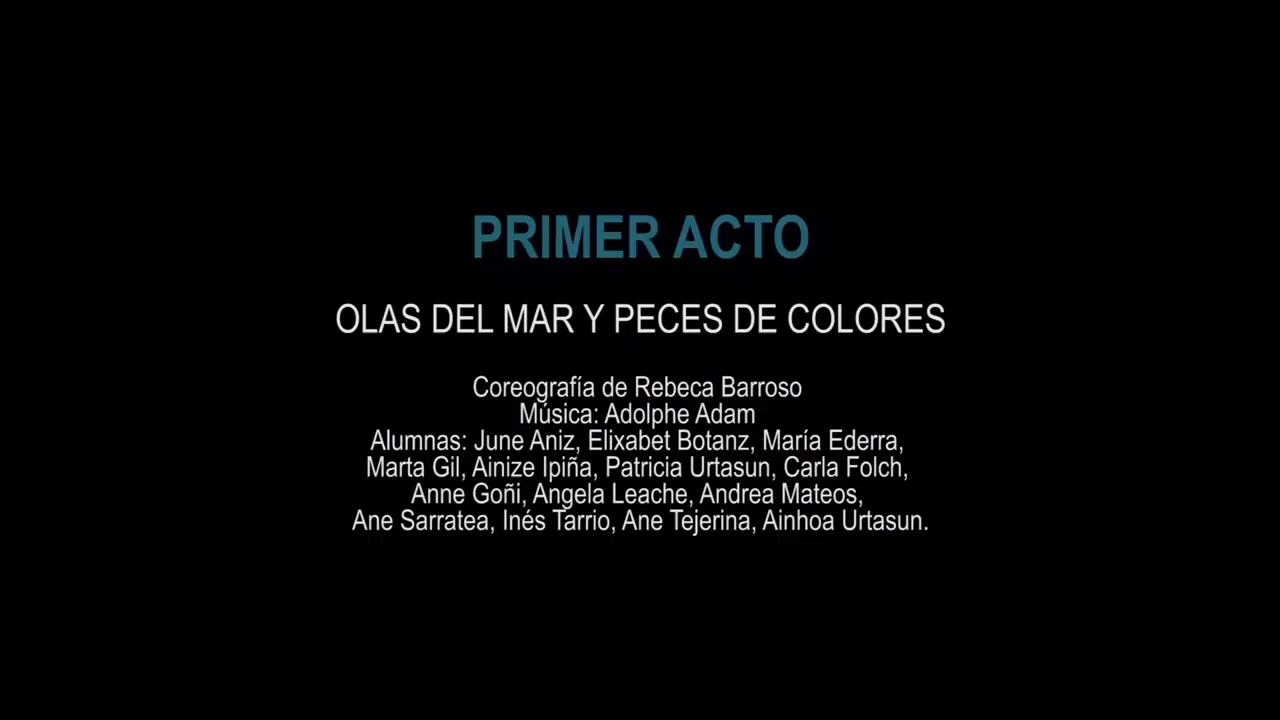 PRIMER ACTO
OLAS DEL MAR Y PECES DE COLORES
Coreografía de Rebeca Barroso
Música: Adolphe Adam
Alumnas: June Aniz, Elixabet Botanz, María Ederra,
Marta Gil, Ainize Ipiña, Patricia Urtasun, Carla Folch,
Anne Goñi, Angela Leache, Andrea Mateos,
Ane Sarratea, Inés Tarrio, Ane Tejerina, Ainhoa Urtasun.